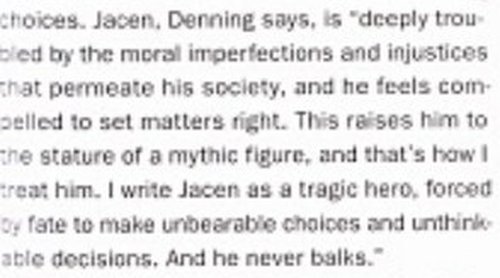 choices. Jacen, Denning says, is "deeply trou-
bled by the moral imperfections and injustices
that permeate his society, and he feels com-
pelled to set matters right. This raises him to
the stature of a mythic figure, and that's how I
treat him. I write Jacen as a tragic hero, forced
by fate to make unbearable choices and unthink-
able decisions. And he never balks."